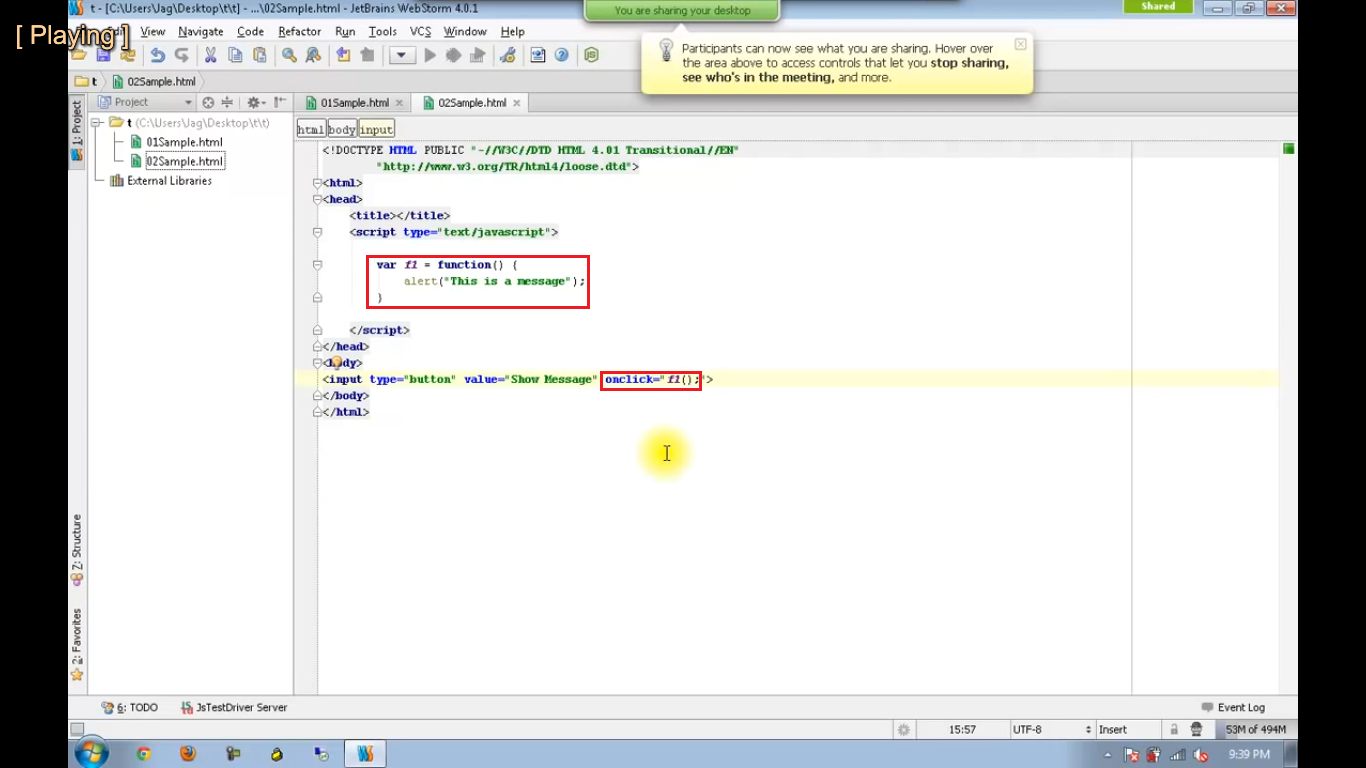 t - [C:\Users\Jag\Desktop\t\t] - ...\02Sample.html - JetBrains WebStorm 4.0.1
You are sharing your desktop
Shared
[ Playing ]
View Navigate Code Refactor Run Tools VCS Window Help
Participants can now see what you are sharing. Hover over
the area above to access controls that let you stop sharing,
see who's in the meeting, and more.
t 02Sample.html
Project
01Sample.html
02Sample.html
1: Project
t (C:\Users\Jag\Desktop\t\t)
01Sample.html
02Sample.html
External Libraries
html body input
<!DOCTYPE HTML PUBLIC "-//W3C//DTD HTML 4.01 Transitional//EN"
"http://www.w3.org/TR/html4/loose.dtd">
<html>
<head>
<title></title>
<script type="text/javascript">
var f1 = function() {
alert("This is a message");
}
</script>
</head>
<body>
<input type="button" value="Show Message" onclick="f1();">
</body>
</html>
Z: Structure
2: Favorites
6: TODO
JsTestDriver Server
Event Log
15:57
UTF-8
Insert
53M of 494M
9:39 PM